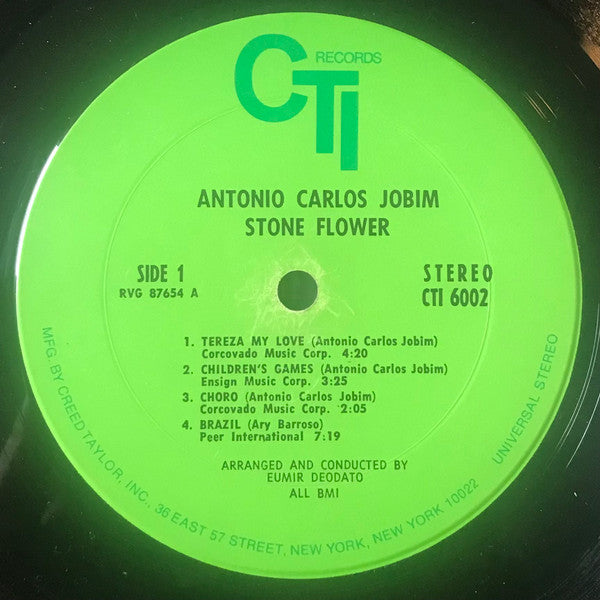 RECORDS
CTI
ANTONIO CARLOS JOBIM
STONE FLOWER
SIDE 1
RVG 87654 A
STEREO
CTI 6002
1. TEREZA MY LOVE (Antonio Carlos Jobim)
Corcovado Music Corp. 4:20
2. CHILDREN'S GAMES (Antonio Carlos Jobim)
Ensign Music Corp. 3:25
3. CHORO (Antonio Carlos Jobim)
Corcovado Music Corp. 2:05
4. BRAZIL (Ary Barroso)
Peer International 7:19
ARRANGED AND CONDUCTED BY
EUMIR DEODATO
ALL BMI
MFG. BY CREED TAYLOR, INC., 36 EAST 57 STREET, NEW YORK, NEW YORK 10022
UNIVERSAL STEREO